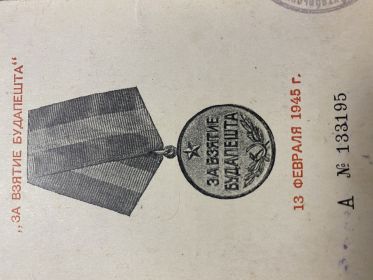 „ЗА ВЗЯТИЕ БУДАПЕШТА“
ЗА ВЗЯТИЕ
БУДАПЕШТА
13 ФЕВРАЛЯ 1945 г.
А № 133195